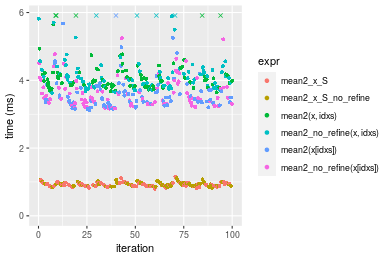 time (ms)
6
4
2
0
0
25
50
75
100
iteration
expr
mean2_x_S
mean2_x_S_no_refine
mean2(x, idxs)
mean2_no_refine(x, idxs)
mean2(x[idxs])
mean2_no_refine(x[idxs])